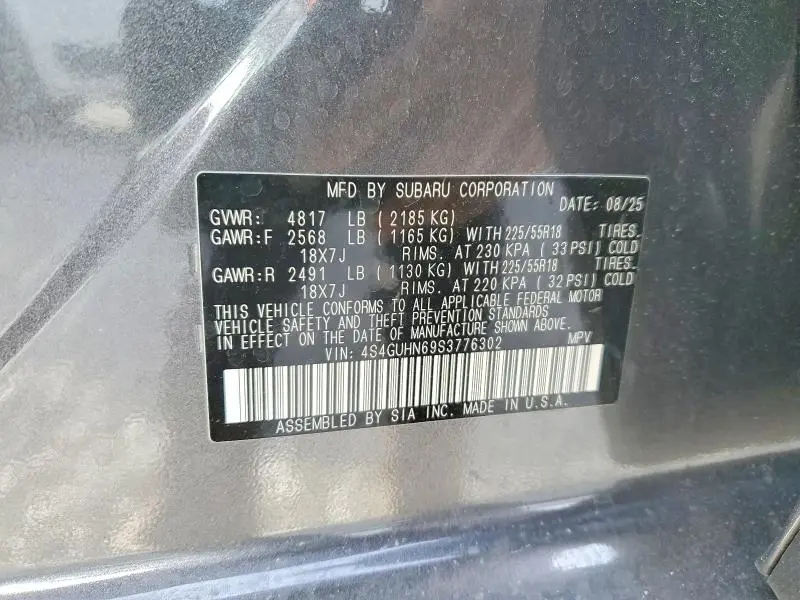 MFD BY SUBARU CORPORATION
DATE: 08/25
GVWR: 4817 LB ( 2185 KG)
GAWR:F 2568 LB ( 1165 KG) WITH 225/55R18 TIRES.
18X7J RIMS. AT 230 KPA ( 33 PSI) COLD
GAWR:R 2491 LB ( 1130 KG) WITH 225/55R18 TIRES.
18X7J RIMS. AT 220 KPA ( 32 PSI) COLD
THIS VEHICLE CONFORMS TO ALL APPLICABLE FEDERAL MOTOR
VEHICLE SAFETY AND THEFT PREVENTION STANDARDS
IN EFFECT ON THE DATE OF MANUFACTURE SHOWN ABOVE.
VIN: 4S4GUHN69S3776302 MPV
ASSEMBLED BY SIA INC. MADE IN U.S.A.